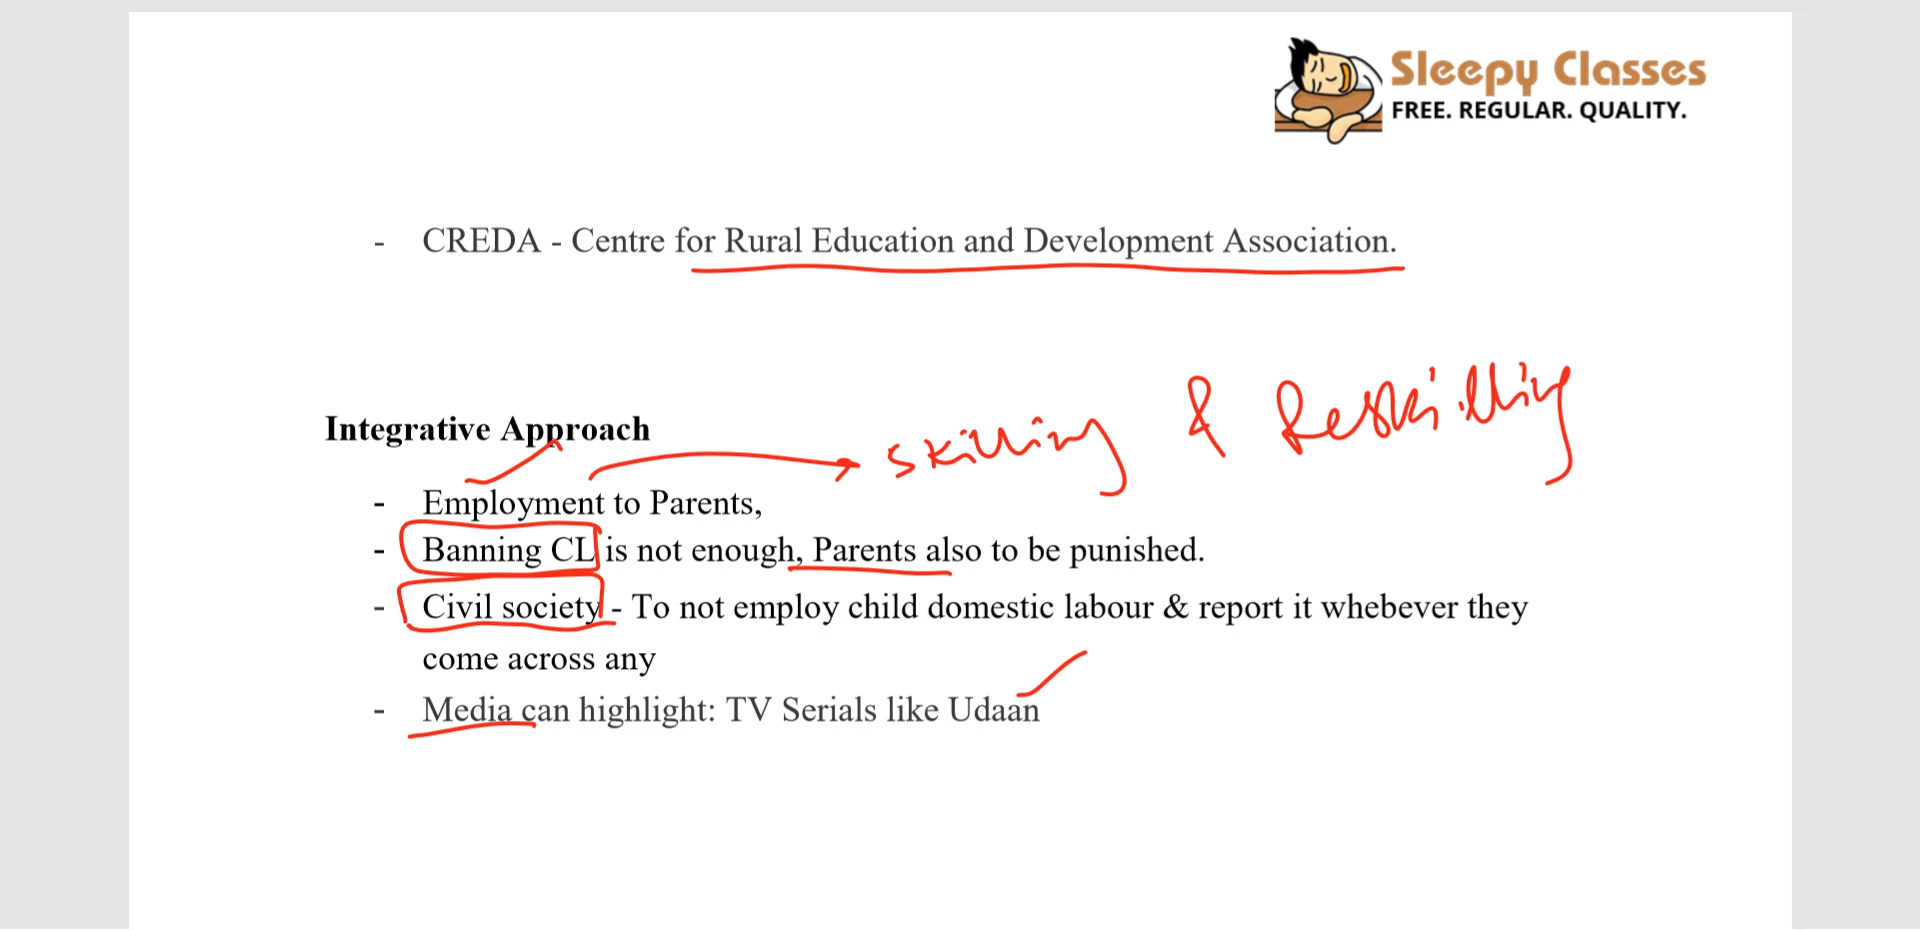 Sleepy Classes
FREE. REGULAR. QUALITY.
- CREDA - Centre for Rural Education and Development Association.
skilling & Reskilling
Integrative Approach
- Employment to Parents,
- Banning CL is not enough, Parents also to be punished.
- Civil society - To not employ child domestic labour & report it whebever they
come across any
- Media can highlight: TV Serials like Udaan